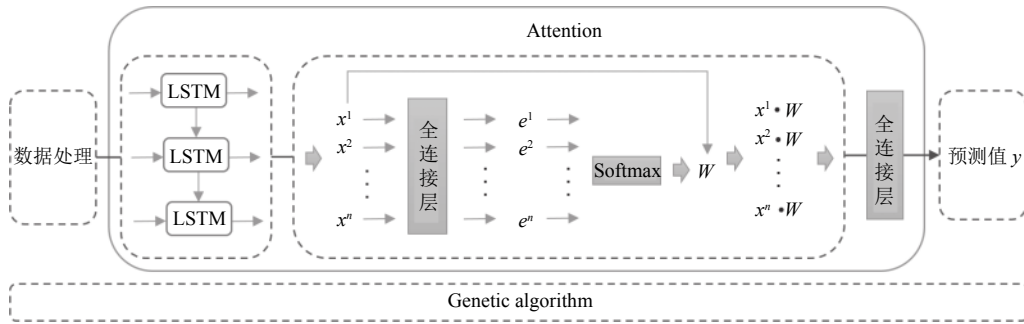 Attention
数据处理
LSTM
LSTM
LSTM
x¹
x²
⋮
xⁿ
全连接层
⋮
e¹
e²
⋮
eⁿ
⋮
Softmax
W
x¹•W
x²•W
⋮
xⁿ•W
全连接层
预测值 y
Genetic algorithm